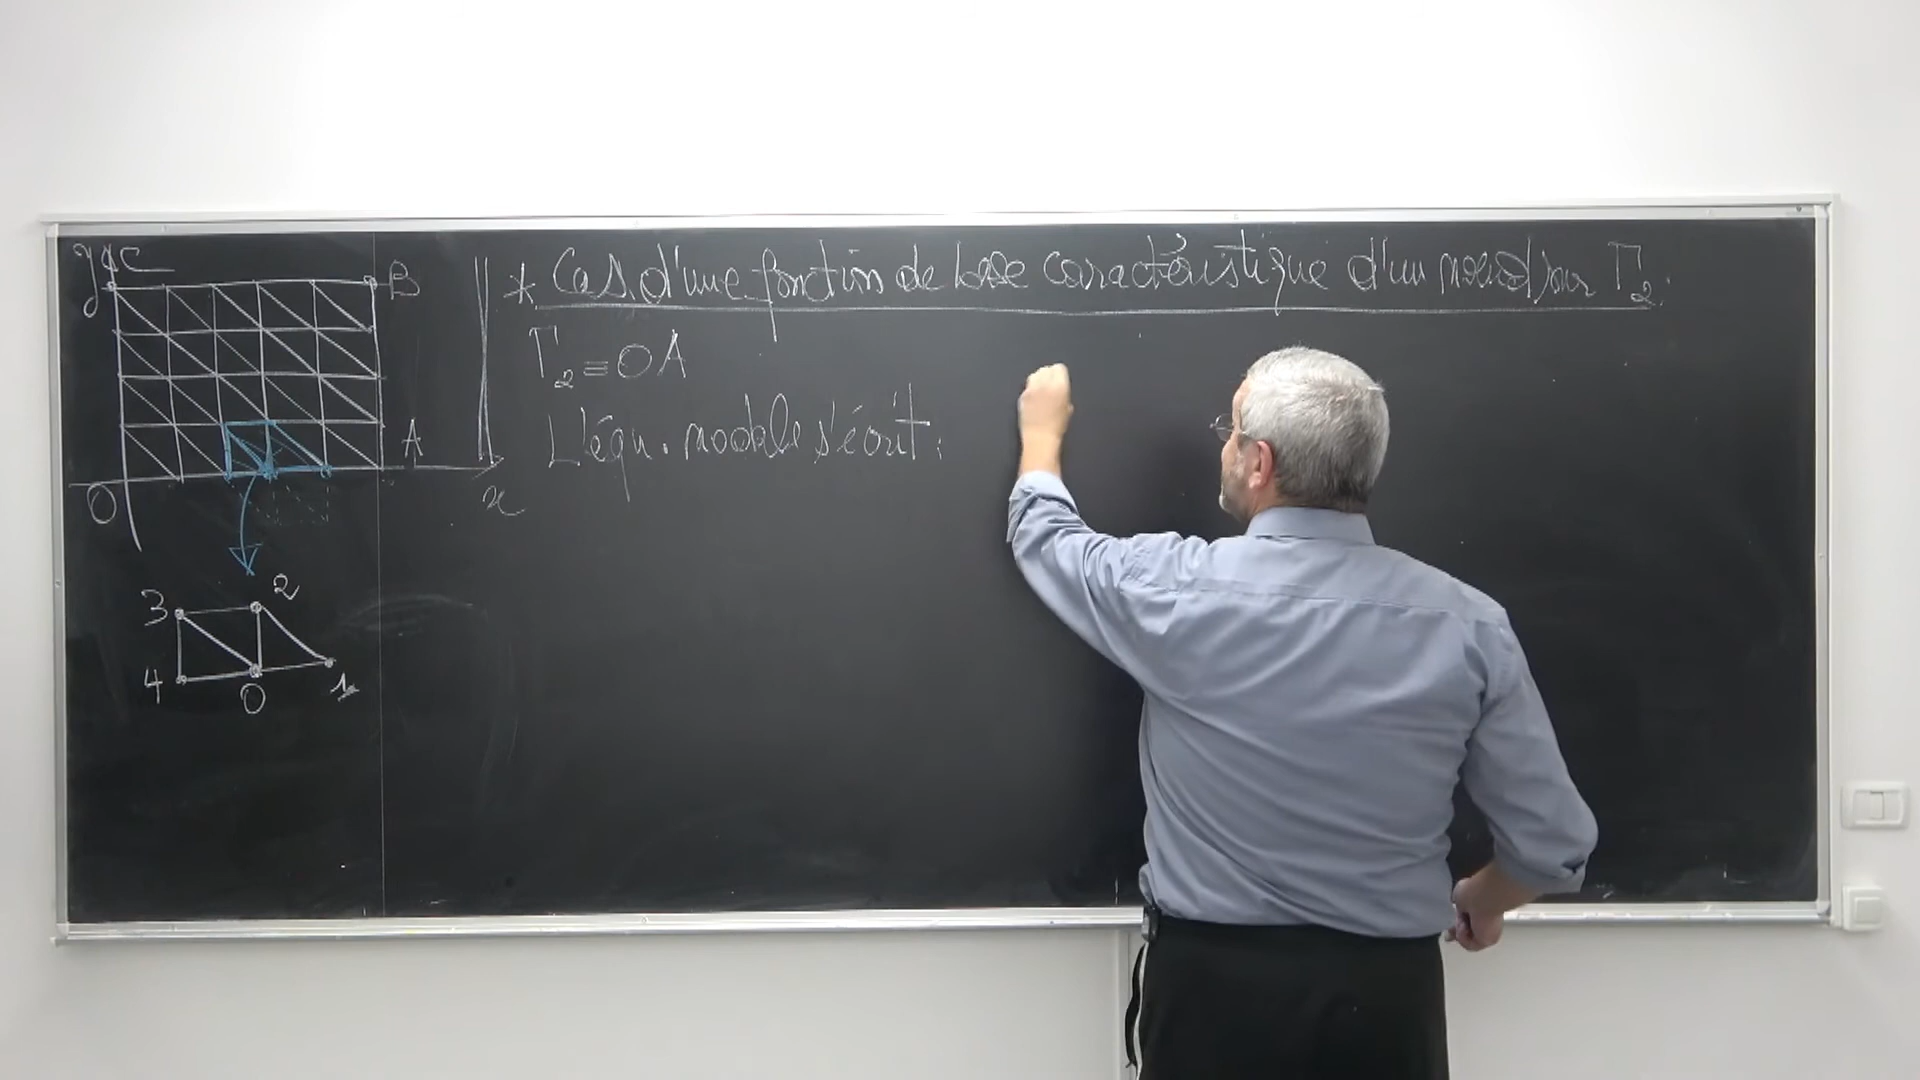 * Cas d'une fonction de base caractéristique d'un noeud sur Γ₂.
Γ₂ ≡ OA
L'équ. nodale s'écrit :
y C
B
A
O
x
3 2
4 0 1